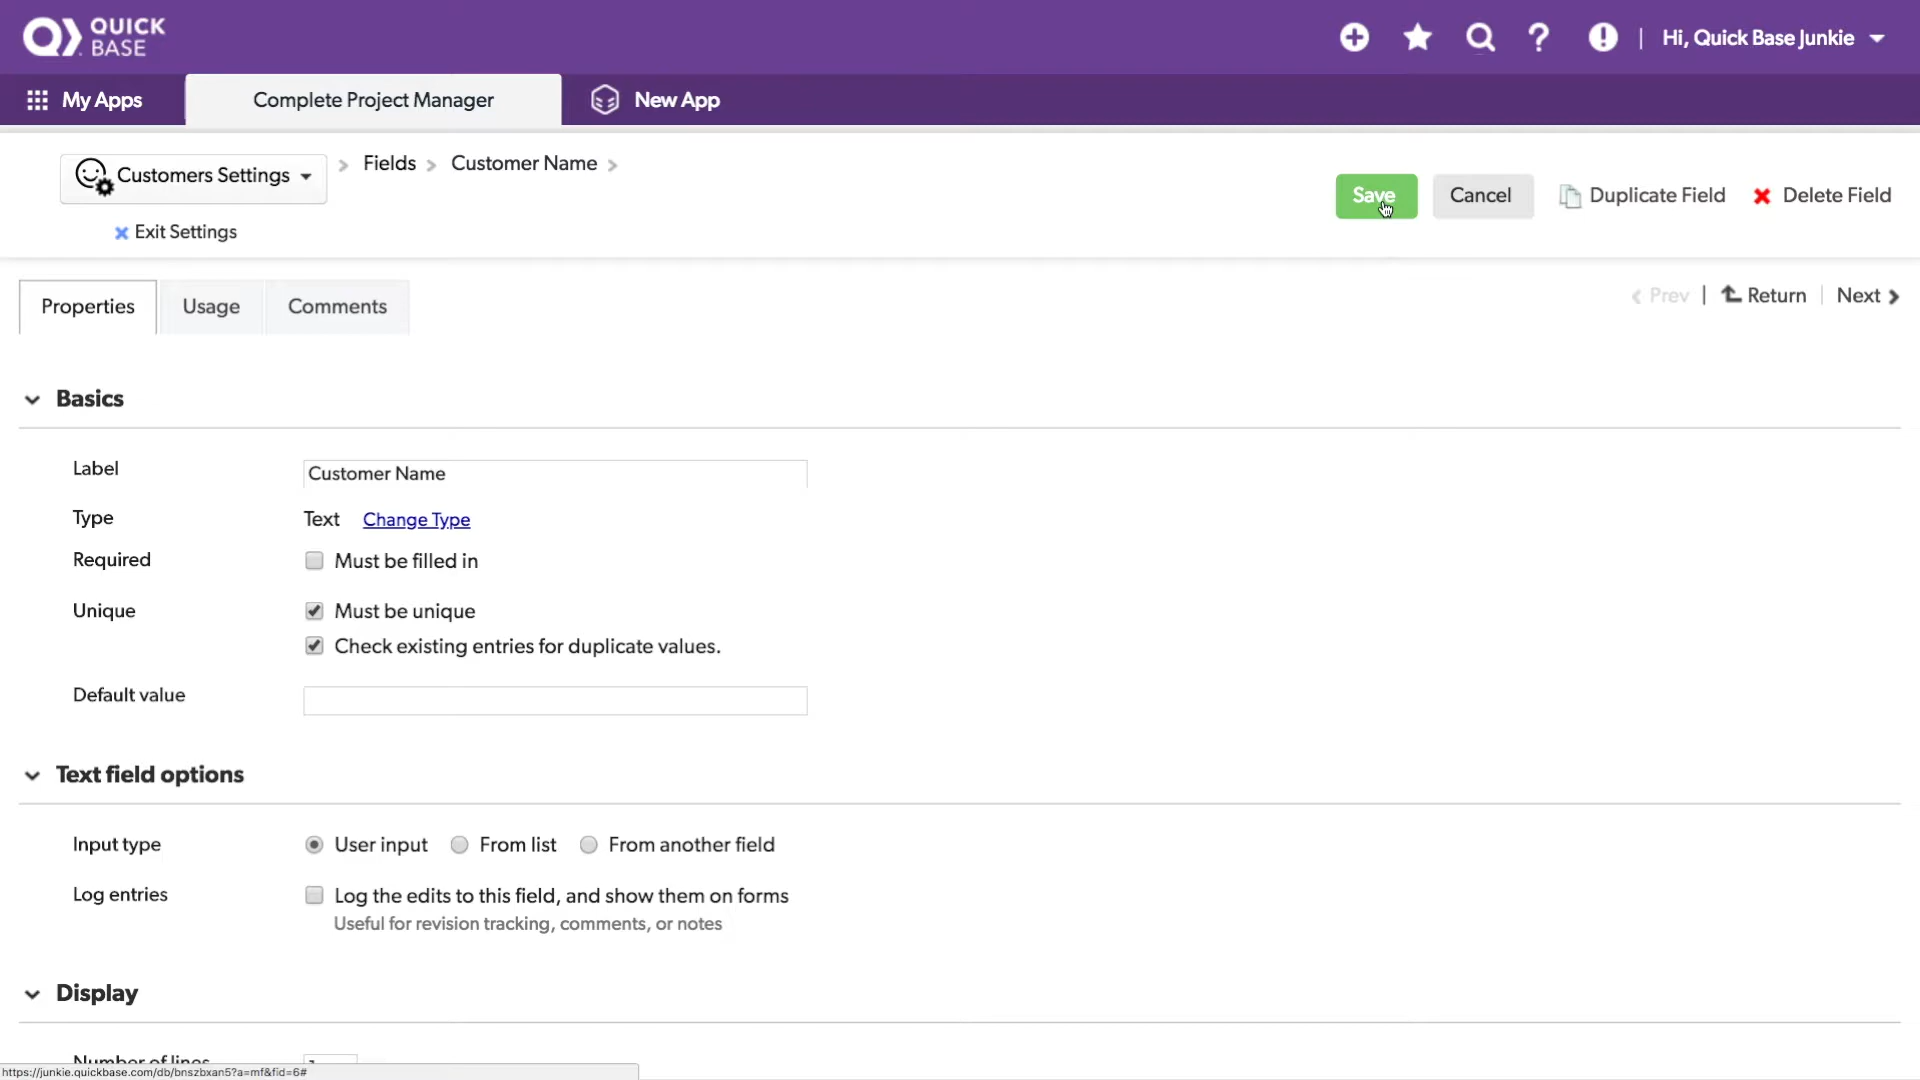 QUICK
BASE
Hi, Quick Base Junkie
My Apps
Complete Project Manager
New App
Customers Settings
Fields
Customer Name
Exit Settings
Save
Cancel
Duplicate Field
Delete Field
Properties
Usage
Comments
Prev | Return | Next
Basics
Label
Customer Name
Type
Text Change Type
Required
Must be filled in
Unique
Must be unique
Check existing entries for duplicate values.
Default value
Text field options
Input type
User input
From list
From another field
Log entries
Log the edits to this field, and show them on forms
Useful for revision tracking, comments, or notes
Display
Number of lines
https://junkie.quickbase.com/db/bnszbxan5?a=mf&fid=6#